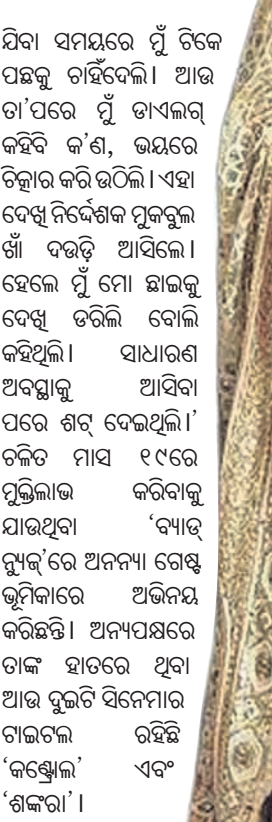 ଯିବା ସମୟରେ ମୁଁ ଟିକେ
ପଛକୁ ଚାହିଁଦେଲି। ଆଉ
ତା'ପରେ ମୁଁ ଡାଏଲଗ୍
କହିବି କ'ଣ, ଭୟରେ
ଚିତ୍କାର କରି ଉଠିଲି। ଏହା
ଦେଖି ନିର୍ଦ୍ଦେଶକ ମୁକବୁଲ
ଖାଁ ଦଉଡ଼ି ଆସିଲେ।
ହେଲେ ମୁଁ ମୋ ଛାଇକୁ
ଦେଖି ଡରିଲି ବୋଲି
କହିଥିଲି। ସାଧାରଣ
ଅବସ୍ଥାକୁ ଆସିବା
ପରେ ଶଟ୍ ଦେଇଥିଲି।'
ଚଳିତ ମାସ ୧୯ରେ
ମୁକ୍ତିଲାଭ କରିବାକୁ
ଯାଉଥିବା 'ବ୍ୟାଡ୍
ନ୍ୟୁଜ୍'ରେ ଅନନ୍ୟା ଗେଷ୍ଟ
ଭୂମିକାରେ ଅଭିନୟ
କରିଛନ୍ତି। ଅନ୍ୟପକ୍ଷରେ
ତାଙ୍କ ହାତରେ ଥିବା
ଆଉ ଦୁଇଟି ସିନେମାର
ଟାଇଟଲ ରହିଛି
'କଣ୍ଟ୍ରୋଲ' ଏବଂ
'ଶଙ୍କରା'।